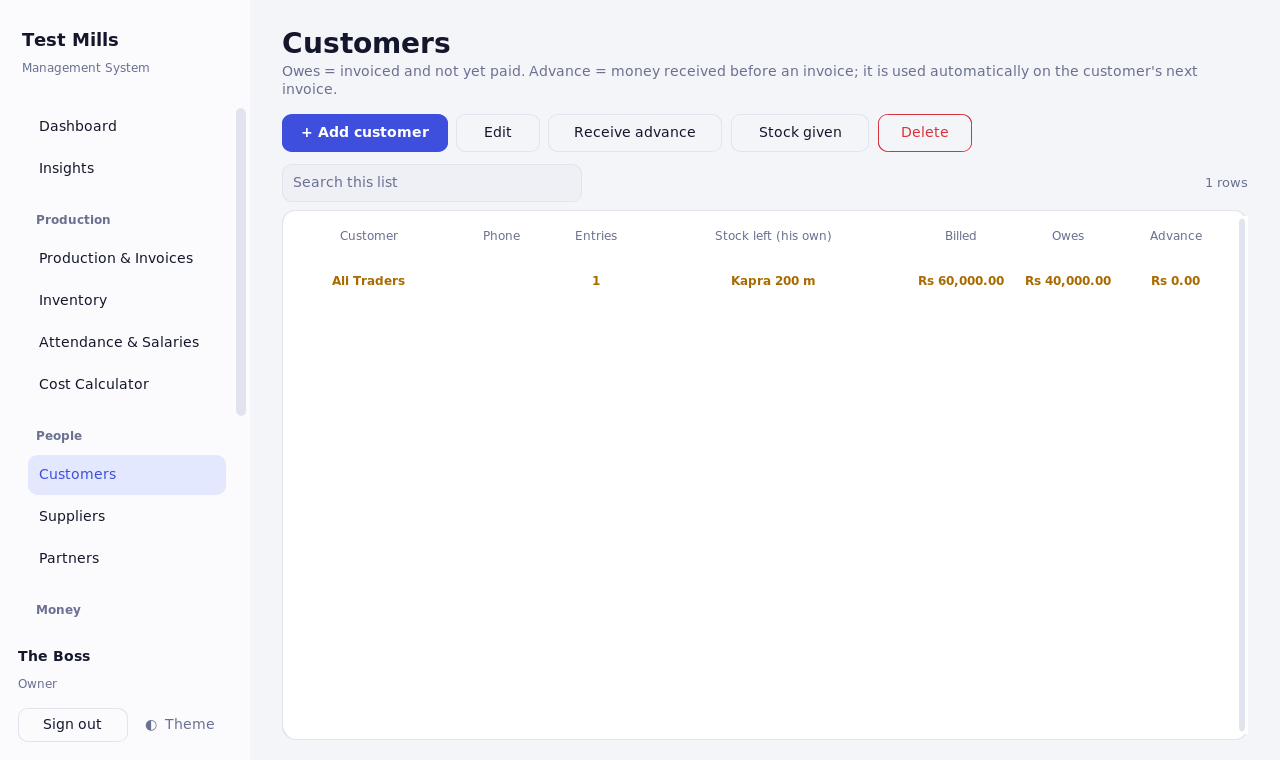 Test Mills
Management System
Dashboard
Insights
Production
Production & Invoices
Inventory
Attendance & Salaries
Cost Calculator
People
Customers
Suppliers
Partners
Money
The Boss
Owner
Sign out
◐ Theme
Customers
Owes = invoiced and not yet paid. Advance = money received before an invoice; it is used automatically on the customer's next
invoice.
+ Add customer Edit Receive advance Stock given Delete
Search this list 1 rows
Customer Phone Entries Stock left (his own) Billed Owes Advance
All Traders 1 Kapra 200 m Rs 60,000.00 Rs 40,000.00 Rs 0.00